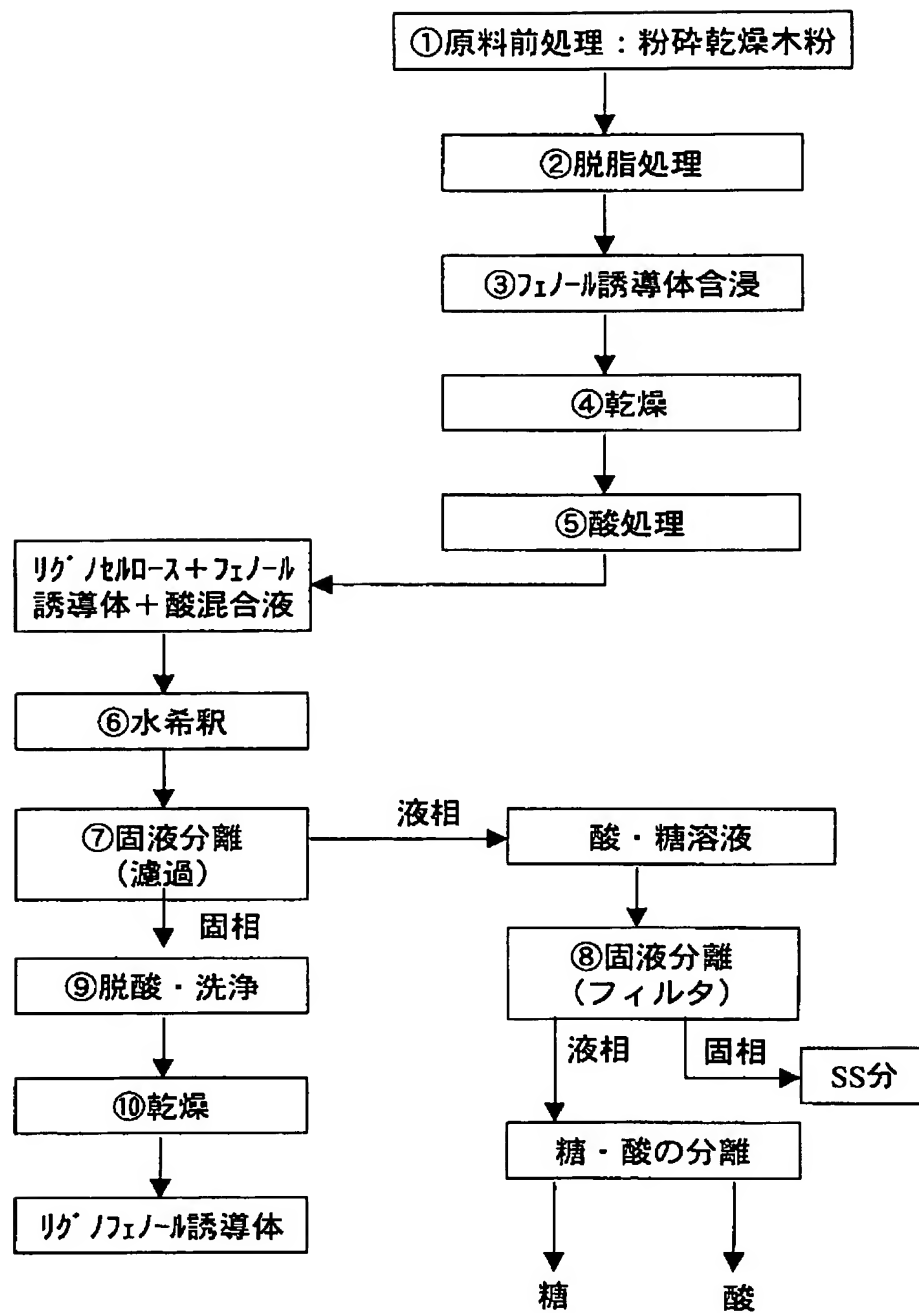 ①原料前処理：粉砕乾燥木粉
②脱脂処理
③ﾌｪﾉｰﾙ誘導体含浸
④乾燥
⑤酸処理
ﾘｸﾞﾉｾﾙﾛｰｽ＋ﾌｪﾉｰﾙ
誘導体＋酸混合液
⑥水希釈
⑦固液分離
（濾過）
液相
酸・糖溶液
固相
⑧固液分離
（フィルタ）
⑨脱酸・洗浄
液相
固相
SS分
⑩乾燥
糖・酸の分離
ﾘｸﾞﾉﾌｪﾉｰﾙ誘導体
糖
酸